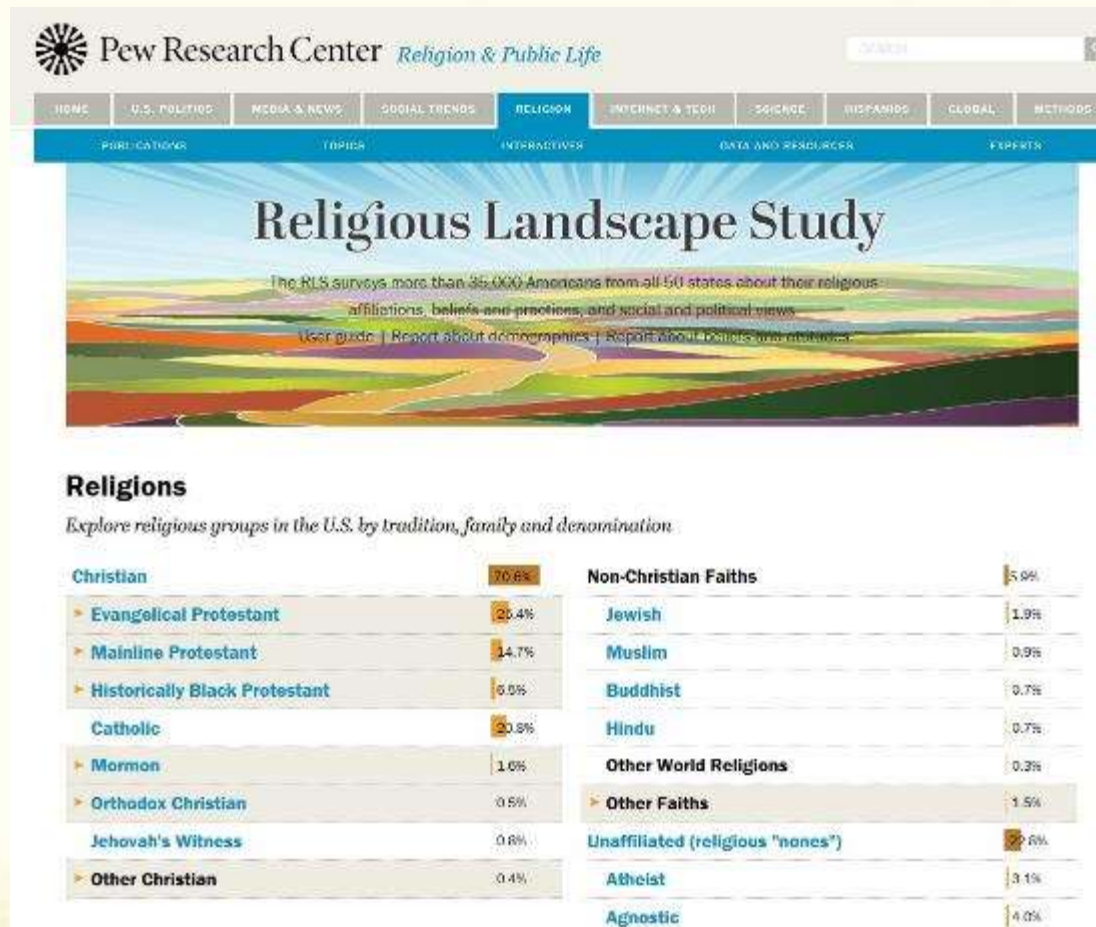 Pew Research Center Religion & Public Life
SEARCH
HOME U.S. POLITICS MEDIA & NEWS SOCIAL TRENDS RELIGION INTERNET & TECH SCIENCE HISPANICS GLOBAL METHODS
PUBLICATIONS TOPICS INTERACTIVES DATA AND RESOURCES EXPERTS
Religious Landscape Study
The RLS surveys more than 35,000 Americans from all 50 states about their religious
affiliations, beliefs and practices, and social and political views
User guide | Report about demographics | Report about beliefs and attitudes
Religions
Explore religious groups in the U.S. by tradition, family and denomination
Christian 70.6%
Evangelical Protestant 25.4%
Mainline Protestant 14.7%
Historically Black Protestant 6.5%
Catholic 20.8%
Mormon 1.6%
Orthodox Christian 0.5%
Jehovah's Witness 0.8%
Other Christian 0.4%
Non-Christian Faiths 5.9%
Jewish 1.9%
Muslim 0.9%
Buddhist 0.7%
Hindu 0.7%
Other World Religions 0.3%
Other Faiths 1.5%
Unaffiliated (religious "nones") 22.8%
Atheist 3.1%
Agnostic 4.0%